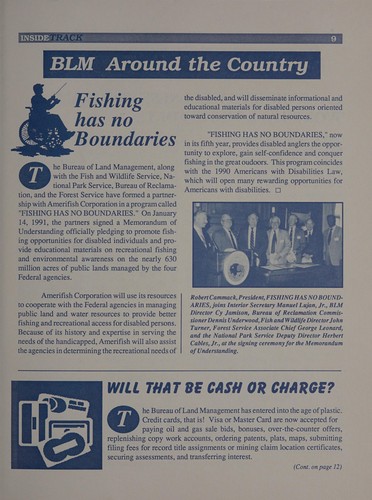 INSIDE TRACK 9
BLM Around the Country
Fishing
has no
Boundaries
The Bureau of Land Management, along
with the Fish and Wildlife Service, Na-
tional Park Service, Bureau of Reclama-
tion, and the Forest Service have formed a partner-
ship with Amerifish Corporation in a program called
"FISHING HAS NO BOUNDARIES." On January
14, 1991, the partners signed a Memorandum of
Understanding officially pledging to promote fish-
ing opportunities for disabled individuals and pro-
vide educational materials on recreational fishing
and environmental awareness on the nearly 630
million acres of public lands managed by the four
Federal agencies.
Amerifish Corporation will use its resources
to cooperate with the Federal agencies in managing
public land and water resources to provide better
fishing and recreational access for disabled persons.
Because of its history and expertise in serving the
needs of the handicapped, Amerifish will also assist
the agencies in determining the recreational needs of
the disabled, and will disseminate informational and
educational materials for disabled persons oriented
toward conservation of natural resources.
"FISHING HAS NO BOUNDARIES," now
in its fifth year, provides disabled anglers the oppor-
tunity to explore, gain self-confidence and conquer
fishing in the great outdoors. This program coincides
with the 1990 Americans with Disabilities Law,
which will open many rewarding opportunities for
Americans with disabilities. □
Robert Cammack, President, FISHING HAS NO BOUND-
ARIES, joins Interior Secretary Manuel Lujan, Jr., BLM
Director Cy Jamison, Bureau of Reclamation Commis-
sioner Dennis Underwood, Fish and Wildlife Director John
Turner, Forest Service Associate Chief George Leonard,
and the National Park Service Deputy Director Herbert
Cables, Jr., at the signing ceremony for the Memorandum
of Understanding.
WILL THAT BE CASH OR CHARGE?
The Bureau of Land Management has entered into the age of plastic.
Credit cards, that is! Visa or Master Card are now accepted for
paying oil and gas sale bids, bonuses, over-the-counter offers,
replenishing copy work accounts, ordering patents, plats, maps, submitting
filing fees for record title assignments or mining claim location certificates,
securing assessments, and transferring interest.
(Cont. on page 12)